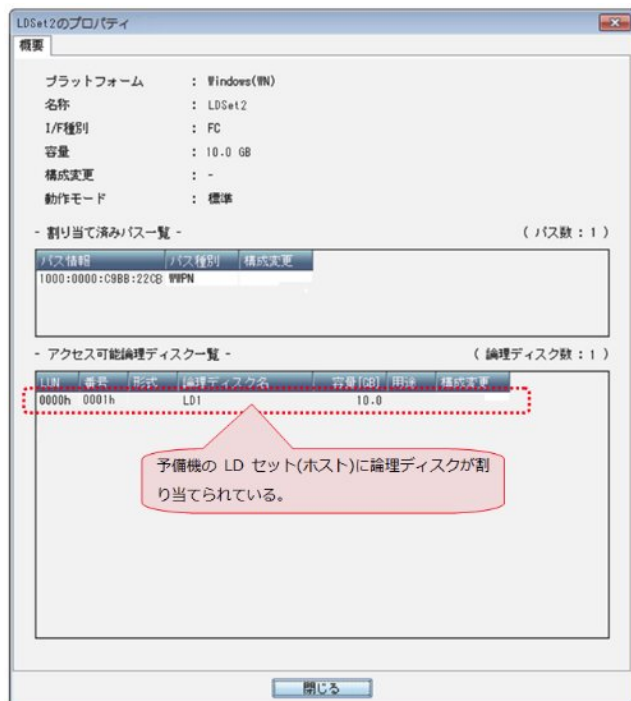 LDSet2のプロパティ
概要
プラットフォーム : Windows(WN)
名称 : LDSet2
I/F種別 : FC
容量 : 10.0 GB
構成変更 : -
動作モード : 標準
- 割り当て済みパス一覧 - ( パス数 : 1 )
パス情報 パス種別 構成変更
1000:0000:C9BB:22CB WWPN
- アクセス可能論理ディスク一覧 - ( 論理ディスク数 : 1 )
LUN 番号 形式 論理ディスク名 容量[GB] 用途 構成変更
0000h 0001h LD1 10.0
予備機の LD セット(ホスト)に論理ディスクが割
り当てられている。
閉じる